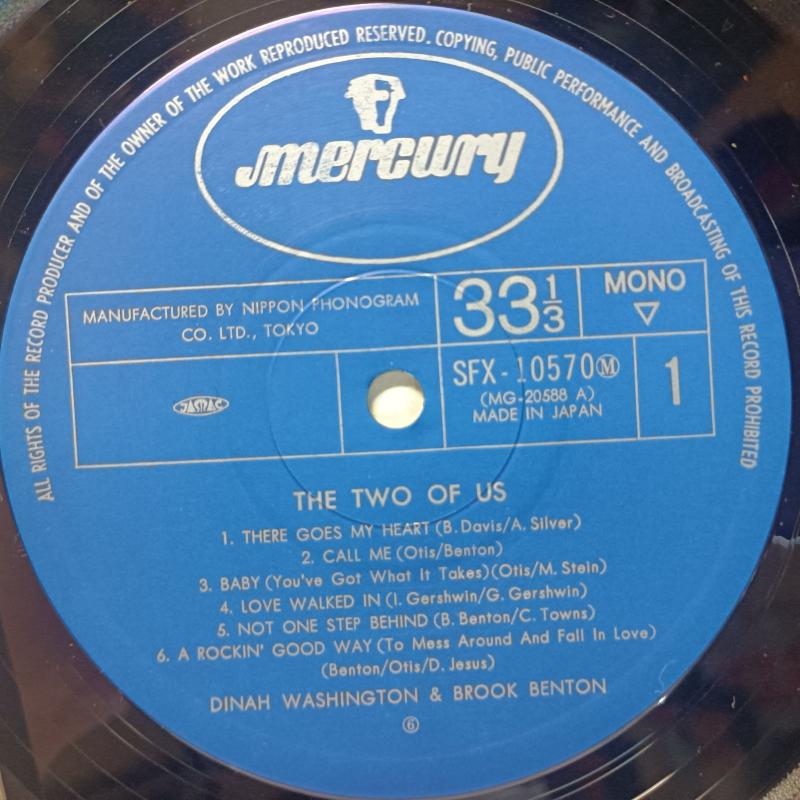 ALL RIGHTS OF THE RECORD PRODUCER AND OF THE OWNER OF THE WORK REPRODUCED RESERVED. COPYING, PUBLIC PERFORMANCE AND BROADCASTING OF THIS RECORD PROHIBITED
mercury
MANUFACTURED BY NIPPON PHONOGRAM
CO. LTD., TOKYO
33 1/3
MONO
▽
JASRAC
SFX-10570Ⓜ
(MG-20588 A)
MADE IN JAPAN
1
THE TWO OF US
1. THERE GOES MY HEART (B. Davis/A. Silver)
2. CALL ME (Otis/Benton)
3. BABY (You've Got What It Takes)(Otis/M. Stein)
4. LOVE WALKED IN (I. Gershwin/G. Gershwin)
5. NOT ONE STEP BEHIND (B. Benton/C. Towns)
6. A ROCKIN' GOOD WAY (To Mess Around And Fall In Love)
(Benton/Otis/D. Jesus)
DINAH WASHINGTON & BROOK BENTON
⑥